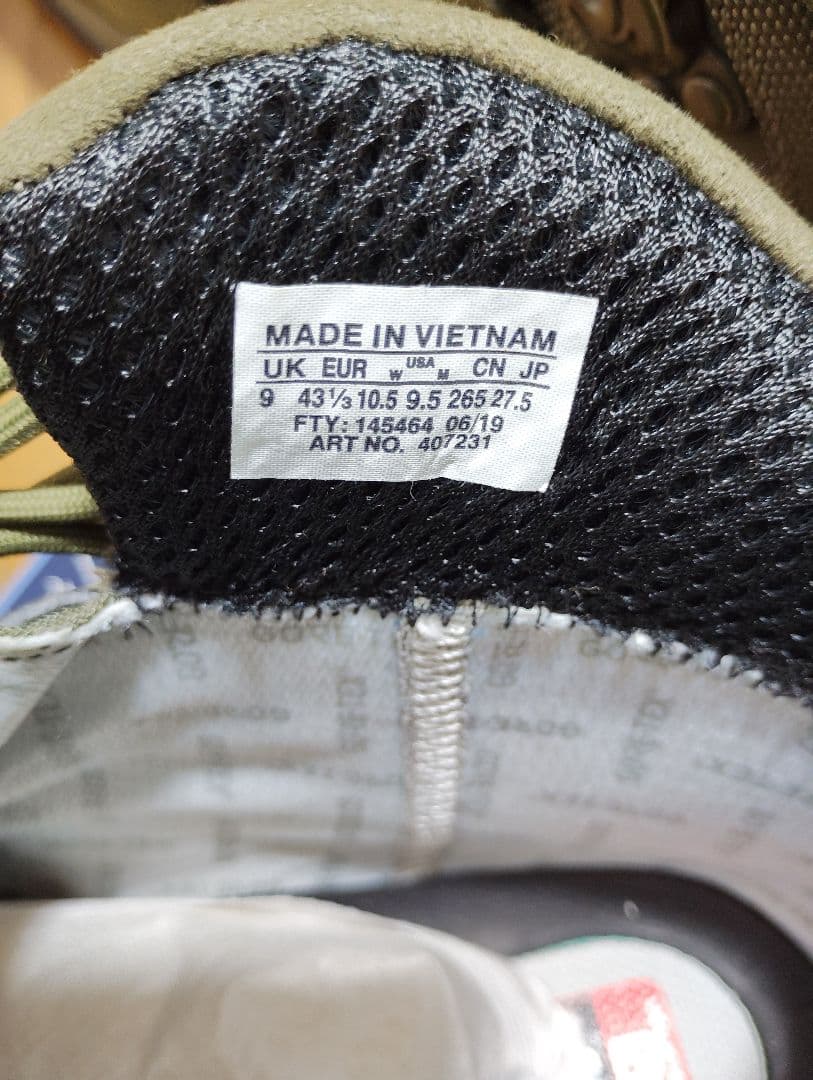 MADE IN VIETNAM
UK EUR W USA M CN JP
9 43⅓ 10.5 9.5 265 27.5
FTY: 145464 06/19
ART NO. 407231